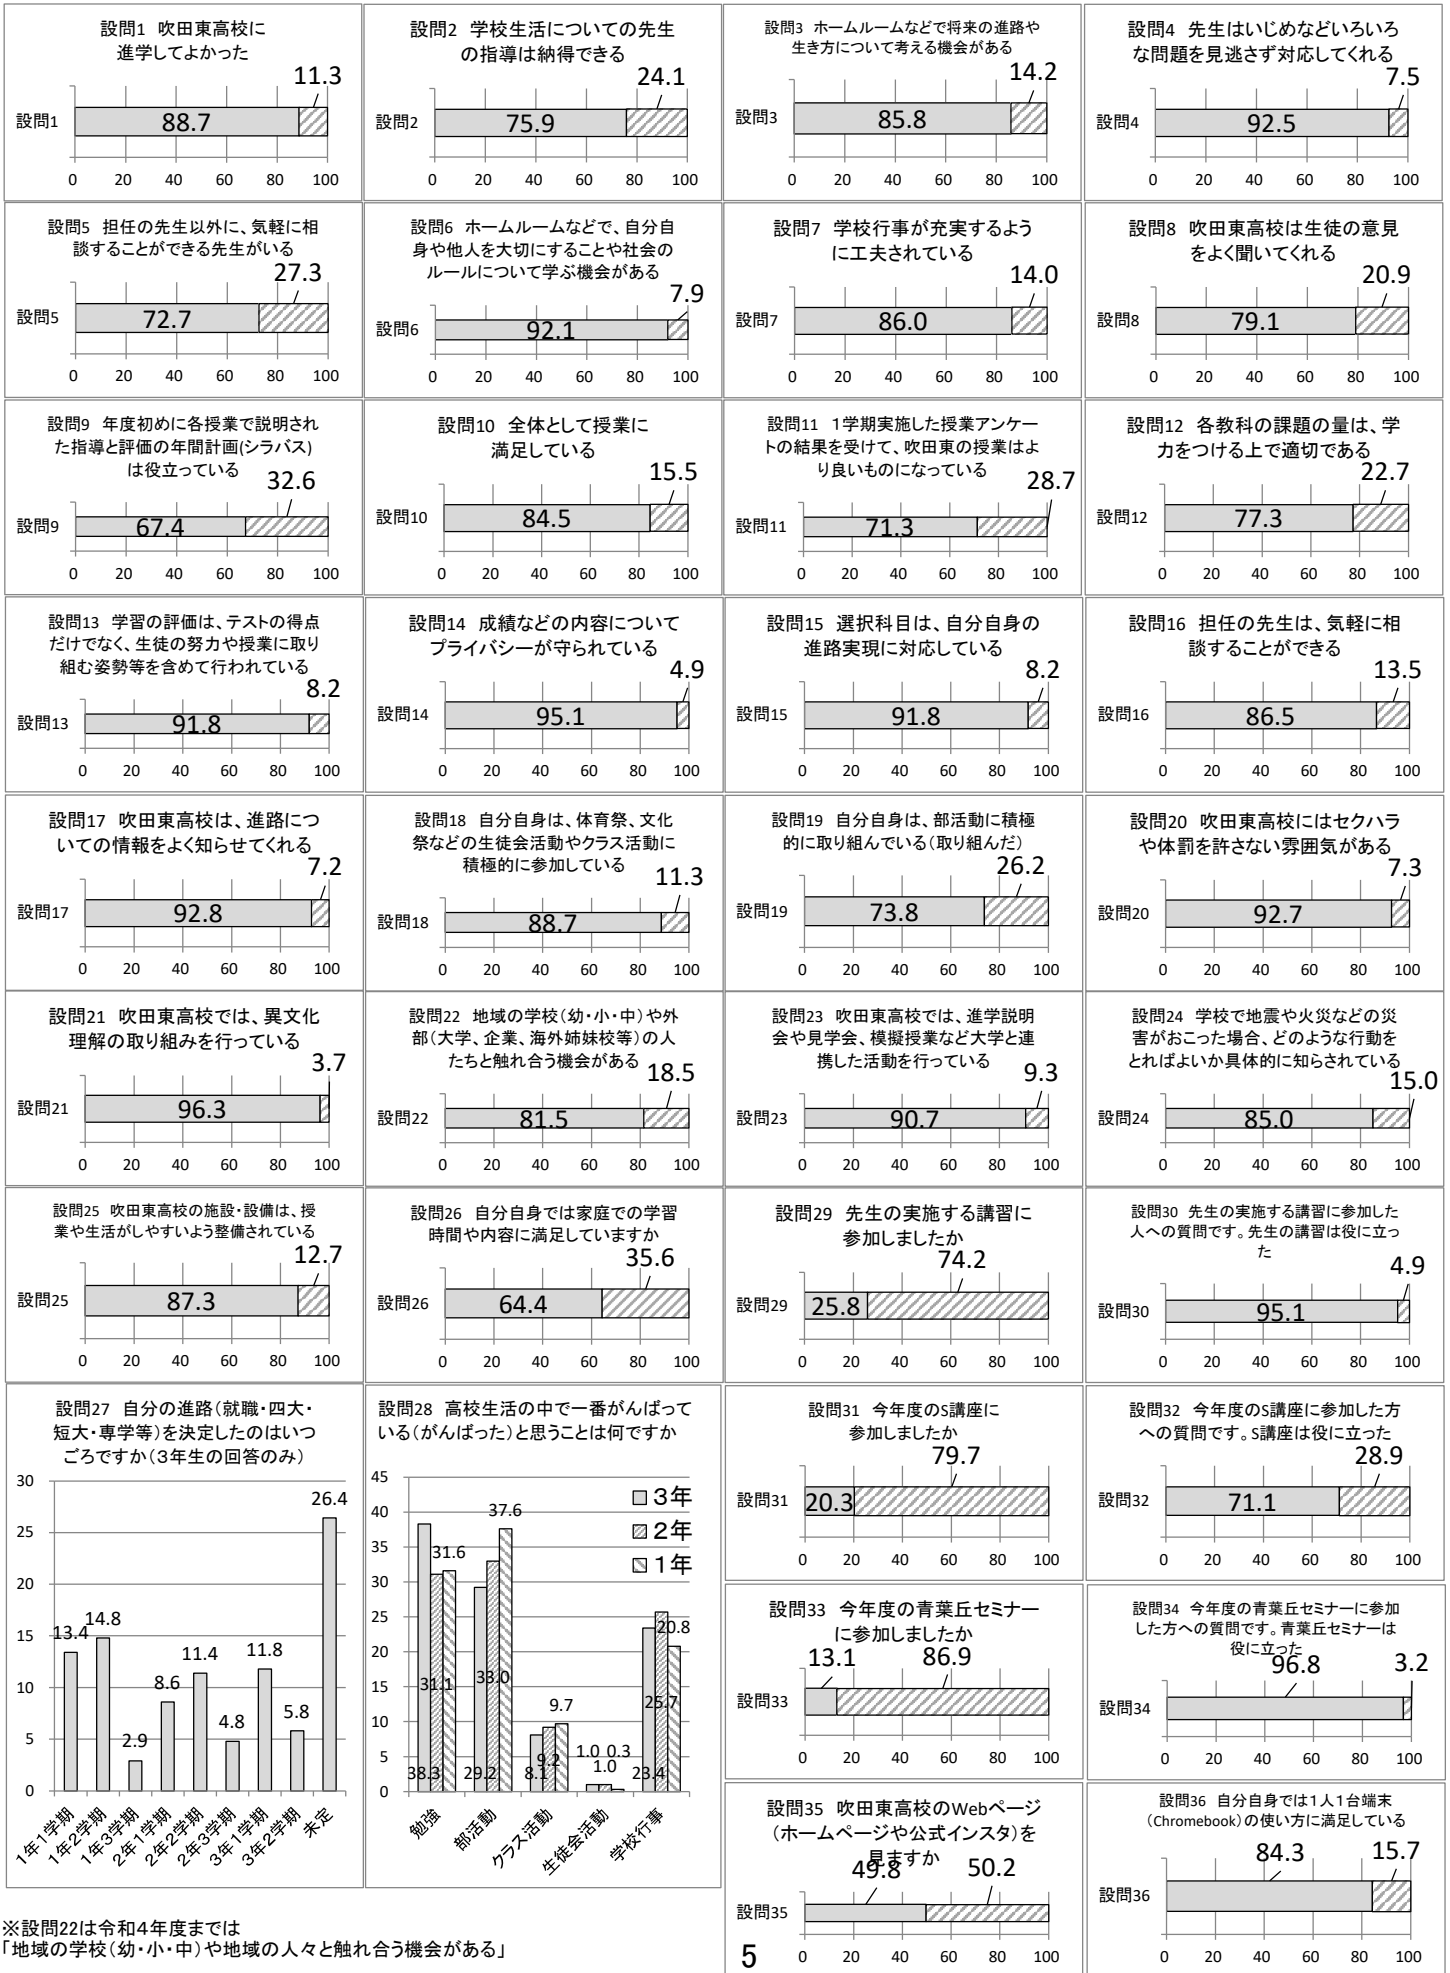 設問1 吹田東高校に
進学してよかった
11.3
設問1
88.7
0 20 40 60 80 100
設問2 学校生活についての先生
の指導は納得できる
24.1
設問2
75.9
0 20 40 60 80 100
設問3 ホームルームなどで将来の進路や
生き方について考える機会がある
14.2
設問3
85.8
0 20 40 60 80 100
設問4 先生はいじめなどいろいろ
な問題を見逃さず対応してくれる
7.5
設問4
92.5
0 20 40 60 80 100
設問5 担任の先生以外に、気軽に相
談することができる先生がいる
27.3
設問5
72.7
0 20 40 60 80 100
設問6 ホームルームなどで、自分自
身や他人を大切にすることや社会の
ルールについて学ぶ機会がある
7.9
設問6
92.1
0 20 40 60 80 100
設問7 学校行事が充実するよう
に工夫されている
14.0
設問7
86.0
0 20 40 60 80 100
設問8 吹田東高校は生徒の意見
をよく聞いてくれる
20.9
設問8
79.1
0 20 40 60 80 100
設問9 年度初めに各授業で説明され
た指導と評価の年間計画(シラバス)
は役立っている
32.6
設問9
67.4
0 20 40 60 80 100
設問10 全体として授業に
満足している
15.5
設問10
84.5
0 20 40 60 80 100
設問11 1学期実施した授業アンケー
トの結果を受けて、吹田東の授業はよ
り良いものになっている
28.7
設問11
71.3
0 20 40 60 80 100
設問12 各教科の課題の量は、学
力をつける上で適切である
22.7
設問12
77.3
0 20 40 60 80 100
設問13 学習の評価は、テストの得点
だけでなく、生徒の努力や授業に取り
組む姿勢等を含めて行われている
8.2
設問13
91.8
0 20 40 60 80 100
設問14 成績などの内容について
プライバシーが守られている
4.9
設問14
95.1
0 20 40 60 80 100
設問15 選択科目は、自分自身の
進路実現に対応している
8.2
設問15
91.8
0 20 40 60 80 100
設問16 担任の先生は、気軽に相
談することができる
13.5
設問16
86.5
0 20 40 60 80 100
設問17 吹田東高校は、進路につ
いての情報をよく知らせてくれる
7.2
設問17
92.8
0 20 40 60 80 100
設問18 自分自身は、体育祭、文化
祭などの生徒会活動やクラス活動に
積極的に参加している
11.3
設問18
88.7
0 20 40 60 80 100
設問19 自分自身は、部活動に積極
的に取り組んでいる(取り組んだ)
26.2
設問19
73.8
0 20 40 60 80 100
設問20 吹田東高校にはセクハラ
や体罰を許さない雰囲気がある
7.3
設問20
92.7
0 20 40 60 80 100
設問21 吹田東高校では、異文化
理解の取り組みを行っている
3.7
設問21
96.3
0 20 40 60 80 100
設問22 地域の学校(幼・小・中)や外
部(大学、企業、海外姉妹校等)の人
たちと触れ合う機会がある
18.5
設問22
81.5
0 20 40 60 80 100
設問23 吹田東高校では、進学説明
会や見学会、模擬授業など大学と連
携した活動を行っている
9.3
設問23
90.7
0 20 40 60 80 100
設問24 学校で地震や火災などの災
害がおこった場合、どのような行動を
とればよいか具体的に知らされている
15.0
設問24
85.0
0 20 40 60 80 100
設問25 吹田東高校の施設・設備は、授
業や生活がしやすいよう整備されている
12.7
設問25
87.3
0 20 40 60 80 100
設問26 自分自身では家庭での学習
時間や内容に満足していますか
35.6
設問26
64.4
0 20 40 60 80 100
設問29 先生の実施する講習に
参加しましたか
74.2
設問29
25.8
0 20 40 60 80 100
設問30 先生の実施する講習に参加した
人への質問です。先生の講習は役に立っ
た
4.9
設問30
95.1
0 20 40 60 80 100
設問27 自分の進路(就職・四大・
短大・専学等)を決定したのはいつ
ごろですか(3年生の回答のみ)
30
25
20
15
10
5
0
13.4
14.8
2.9
8.6
11.4
4.8
11.8
5.8
26.4
1年1学期
1年2学期
1年3学期
2年1学期
2年2学期
2年3学期
3年1学期
3年2学期
未定
設問28 高校生活の中で一番がんばって
いる(がんばった)と思うことは何ですか
45
40
35
30
25
20
15
10
5
0
3年
2年
1年
38.3
31.1
31.6
29.2
33.0
37.6
8.1
9.2
9.7
1.0
1.0
0.3
23.4
25.7
20.8
勉強
部活動
クラス活動
生徒会活動
学校行事
設問31 今年度のS講座に
参加しましたか
79.7
設問31
20.3
0 20 40 60 80 100
設問32 今年度のS講座に参加した方
への質問です。S講座は役に立った
28.9
設問32
71.1
0 20 40 60 80 100
設問33 今年度の青葉丘セミナー
に参加しましたか
13.1
86.9
設問33
0 20 40 60 80 100
設問34 今年度の青葉丘セミナーに参加
した方への質問です。青葉丘セミナーは
役に立った
96.8
3.2
設問34
0 20 40 60 80 100
設問35 吹田東高校のWebページ
(ホームページや公式インスタ)を
見ますか
49.8
50.2
設問35
0 20 40 60 80 100
設問36 自分自身では1人1台端末
(Chromebook)の使い方に満足している
84.3
15.7
設問36
0 20 40 60 80 100
※設問22は令和4年度までは
「地域の学校(幼・小・中)や地域の人々と触れ合う機会がある」
5